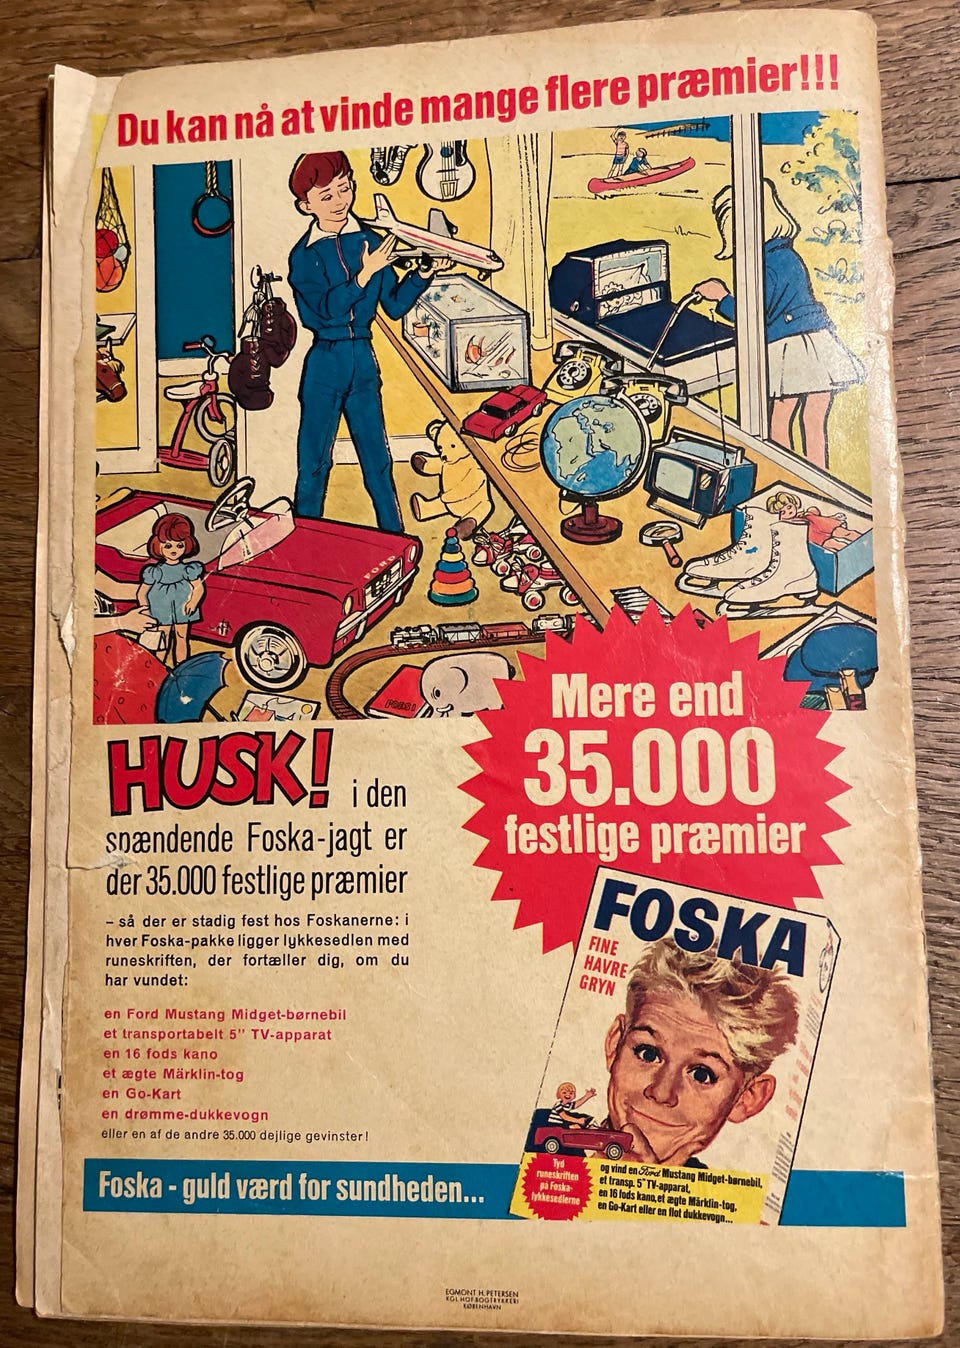 Du kan nå at vinde mange flere præmier!!!
FORD
Mere end
35.000
festlige præmier
HUSK! i den
spændende Foska-jagt er
der 35.000 festlige præmier
– så der er stadig fest hos Foskanerne: i
hver Foska-pakke ligger lykkesedlen med
runeskriften, der fortæller dig, om du
har vundet:
en Ford Mustang Midget-børnebil
et transportabelt 5" TV-apparat
en 16 fods kano
et ægte Märklin-tog
en Go-Kart
en drømme-dukkevogn
eller en af de andre 35.000 dejlige gevinster!
FOSKA
FINE
HAVRE
GRYN
Tyd
runeskriften
på Foska-
lykkesedlerne
og vind en Ford Mustang Midget-børnebil,
et transp. 5" TV-apparat,
en 16 fods kano, et ægte Märklin-tog,
en Go-Kart eller en flot dukkevogn...
Foska - guld værd for sundheden...
EGMONT H. PETERSEN
KGL. HOF-BOGTRYKKERI
KØBENHAVN